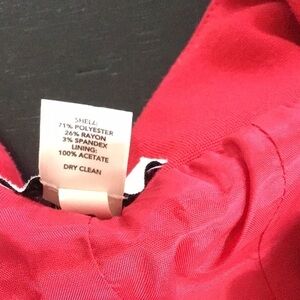 SHELL:
71% POLYESTER
26% RAYON
3% SPANDEX
LINING:
100% ACETATE
DRY CLEAN